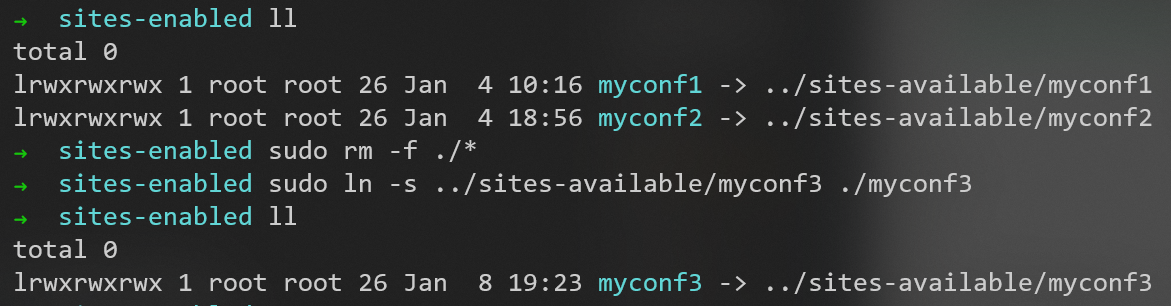 → sites-enabled ll
total 0
lrwxrwxrwx 1 root root 26 Jan  4 10:16 myconf1 -> ../sites-available/myconf1
lrwxrwxrwx 1 root root 26 Jan  4 18:56 myconf2 -> ../sites-available/myconf2
→ sites-enabled sudo rm -f ./*
→ sites-enabled sudo ln -s ../sites-available/myconf3 ./myconf3
→ sites-enabled ll
total 0
lrwxrwxrwx 1 root root 26 Jan  8 19:23 myconf3 -> ../sites-available/myconf3